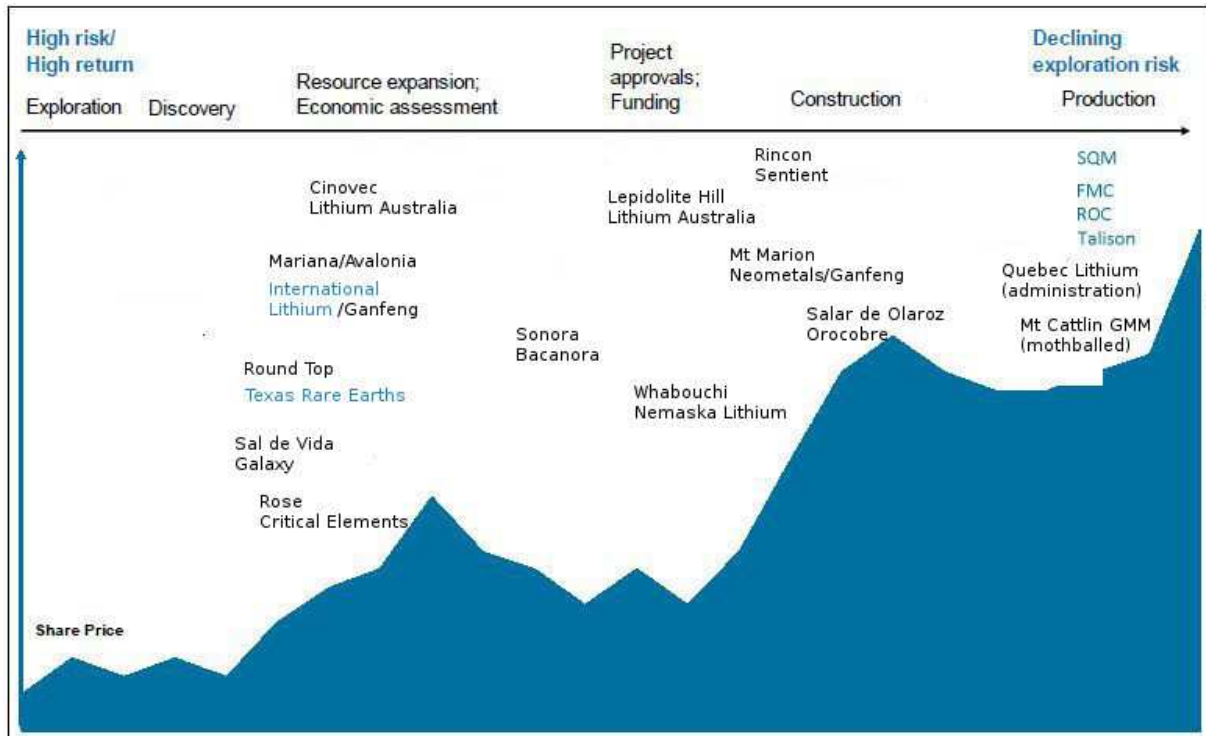 High risk/
High return
Declining
exploration risk
Exploration
Discovery
Resource expansion;
Economic assessment
Project
approvals;
Funding
Construction
Production
Rincon
Sentient
SQM
FMC
ROC
Talison
Cinovec
Lithium Australia
Lepidolite Hill
Lithium Australia
Mariana/Avalonia
International
Lithium /Ganfeng
Mt Marion
Neometals/Ganfeng
Quebec Lithium
(administration)
Salar de Olaroz
Orocobre
Mt Cattlin GMM
(mothballed)
Sonora
Bacanora
Round Top
Texas Rare Earths
Whabouchi
Nemaska Lithium
Sal de Vida
Galaxy
Rose
Critical Elements
Share Price